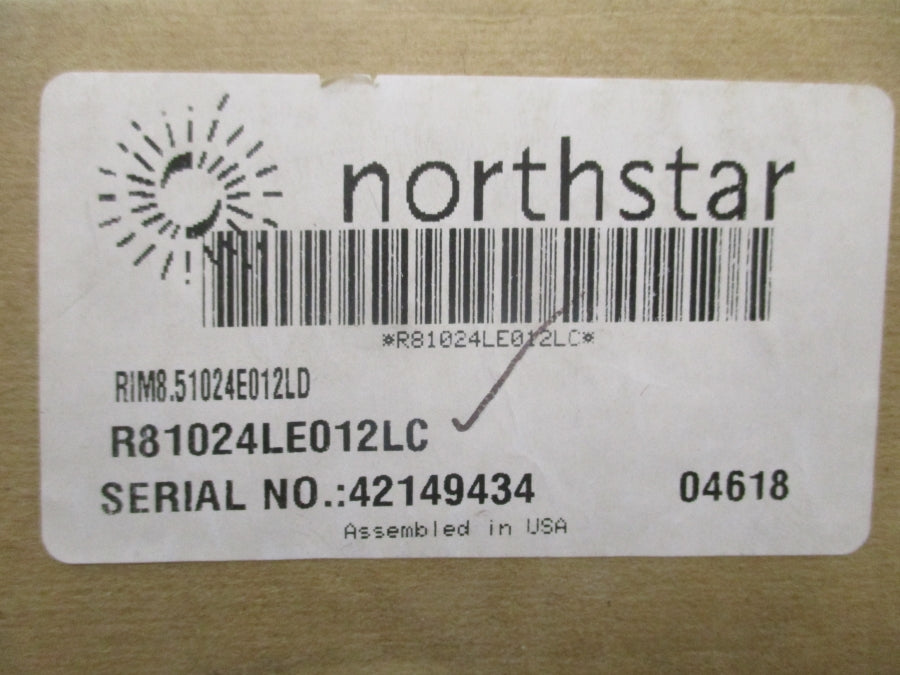 northstar
*R81024LE012LC*
RIM8.51024E012LD
R81024LE012LC
SERIAL NO.:42149434 04618
Assembled in USA